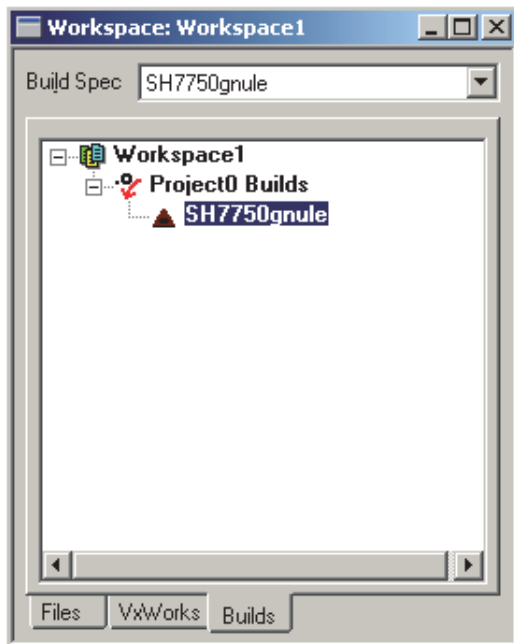 Workspace: Workspace1
Build Spec SH7750gnule
Workspace1
Project0 Builds
SH7750gnule
Files VxWorks Builds